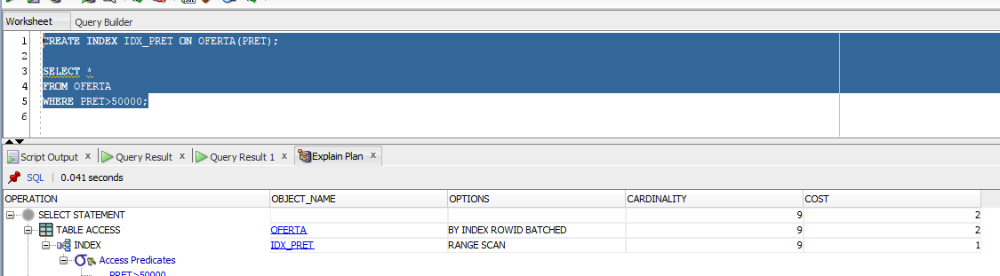 Worksheet Query Builder
1 CREATE INDEX IDX_PRET ON OFERTA(PRET);
2
3 SELECT *
4 FROM OFERTA
5 WHERE PRET>50000;
6
Script Output x Query Result x Query Result 1 x Explain Plan x
SQL | 0.041 seconds
OPERATION OBJECT_NAME OPTIONS CARDINALITY COST
SELECT STATEMENT 9 2
TABLE ACCESS OFERTA BY INDEX ROWID BATCHED 9 2
INDEX IDX_PRET RANGE SCAN 9 1
Access Predicates
PRET>50000